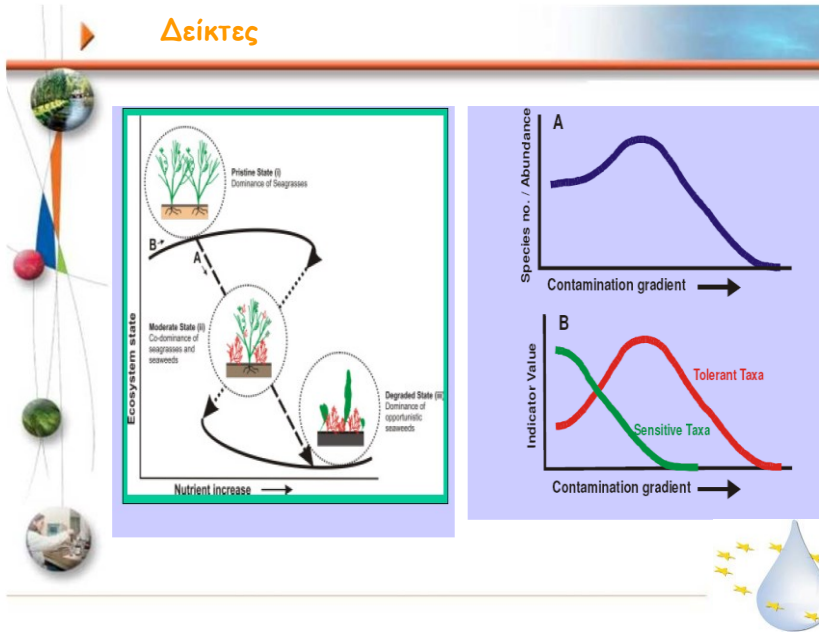 Δείκτες
Pristine State (i)
Dominance of Seagrasses
B
A
Moderate State (ii)
Co-dominance of
seagrasses and
seaweeds
Degraded State (iii)
Dominance of
opportunistic
seaweeds
Ecosystem state
Nutrient increase
A
Species no. / Abundance
Contamination gradient
B
Indicator Value
Tolerant Taxa
Sensitive Taxa
Contamination gradient